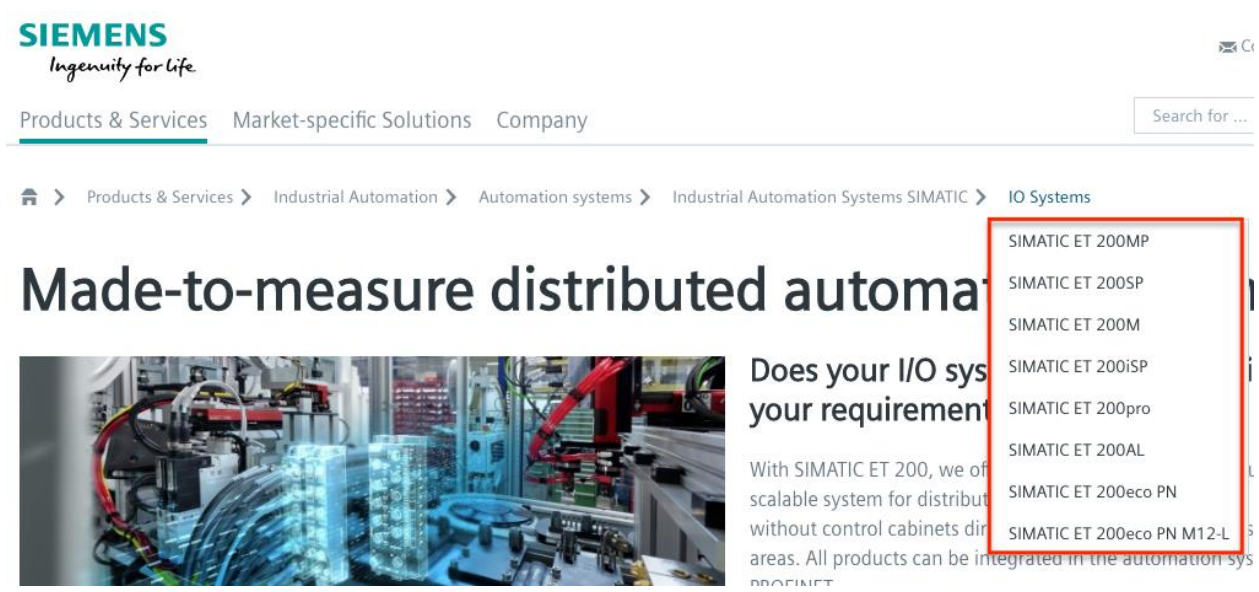 SIEMENS
Ingenuity for life
Co
Products & Services Market-specific Solutions Company
Search for ...
Products & Services Industrial Automation Automation systems Industrial Automation Systems SIMATIC IO Systems
SIMATIC ET 200MP
SIMATIC ET 200SP
SIMATIC ET 200M
SIMATIC ET 200iSP
SIMATIC ET 200pro
SIMATIC ET 200AL
SIMATIC ET 200eco PN
SIMATIC ET 200eco PN M12-L
Made-to-measure distributed automa
Does your I/O sys
your requirement
With SIMATIC ET 200, we of
scalable system for distribut
without control cabinets dir
areas. All products can be integrated in the automation sys
PROFINET